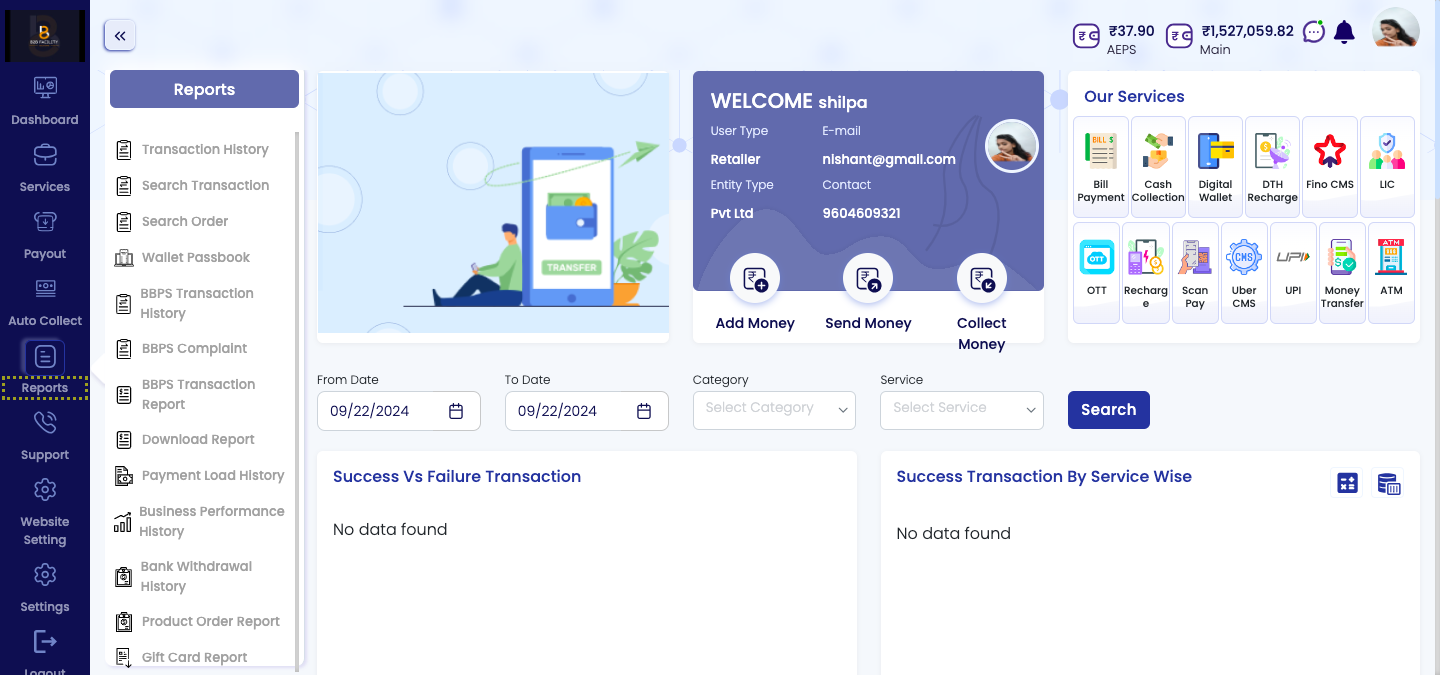 B2B FACILITY
₹37.90
AEPS
₹1,527,059.82
Main
Dashboard
Services
Payout
Auto Collect
Reports
Support
Website
Setting
Settings
Logout
Reports
Transaction History
Search Transaction
Search Order
Wallet Passbook
BBPS Transaction
History
BBPS Complaint
BBPS Transaction
Report
Download Report
Payment Load History
Business Performance
History
Bank Withdrawal
History
Product Order Report
Gift Card Report
TRANSFER
WELCOME shilpa
User Type E-mail
Retailer nishant@gmail.com
Entity Type Contact
Pvt Ltd 9604609321
Add Money Send Money Collect
Money
Our Services
BILL $
Bill
Payment
Cash
Collection
Digital
Wallet
DTH
Recharge
Fino CMS
LIC
OTT
OTT
Recharg
e
Scan
Pay
CMS
Uber
CMS
UPI
UPI
Money
Transfer
ATM
ATM
From Date To Date Category Service
09/22/2024 09/22/2024 Select Category Select Service Search
Success Vs Failure Transaction
No data found
Success Transaction By Service Wise
No data found